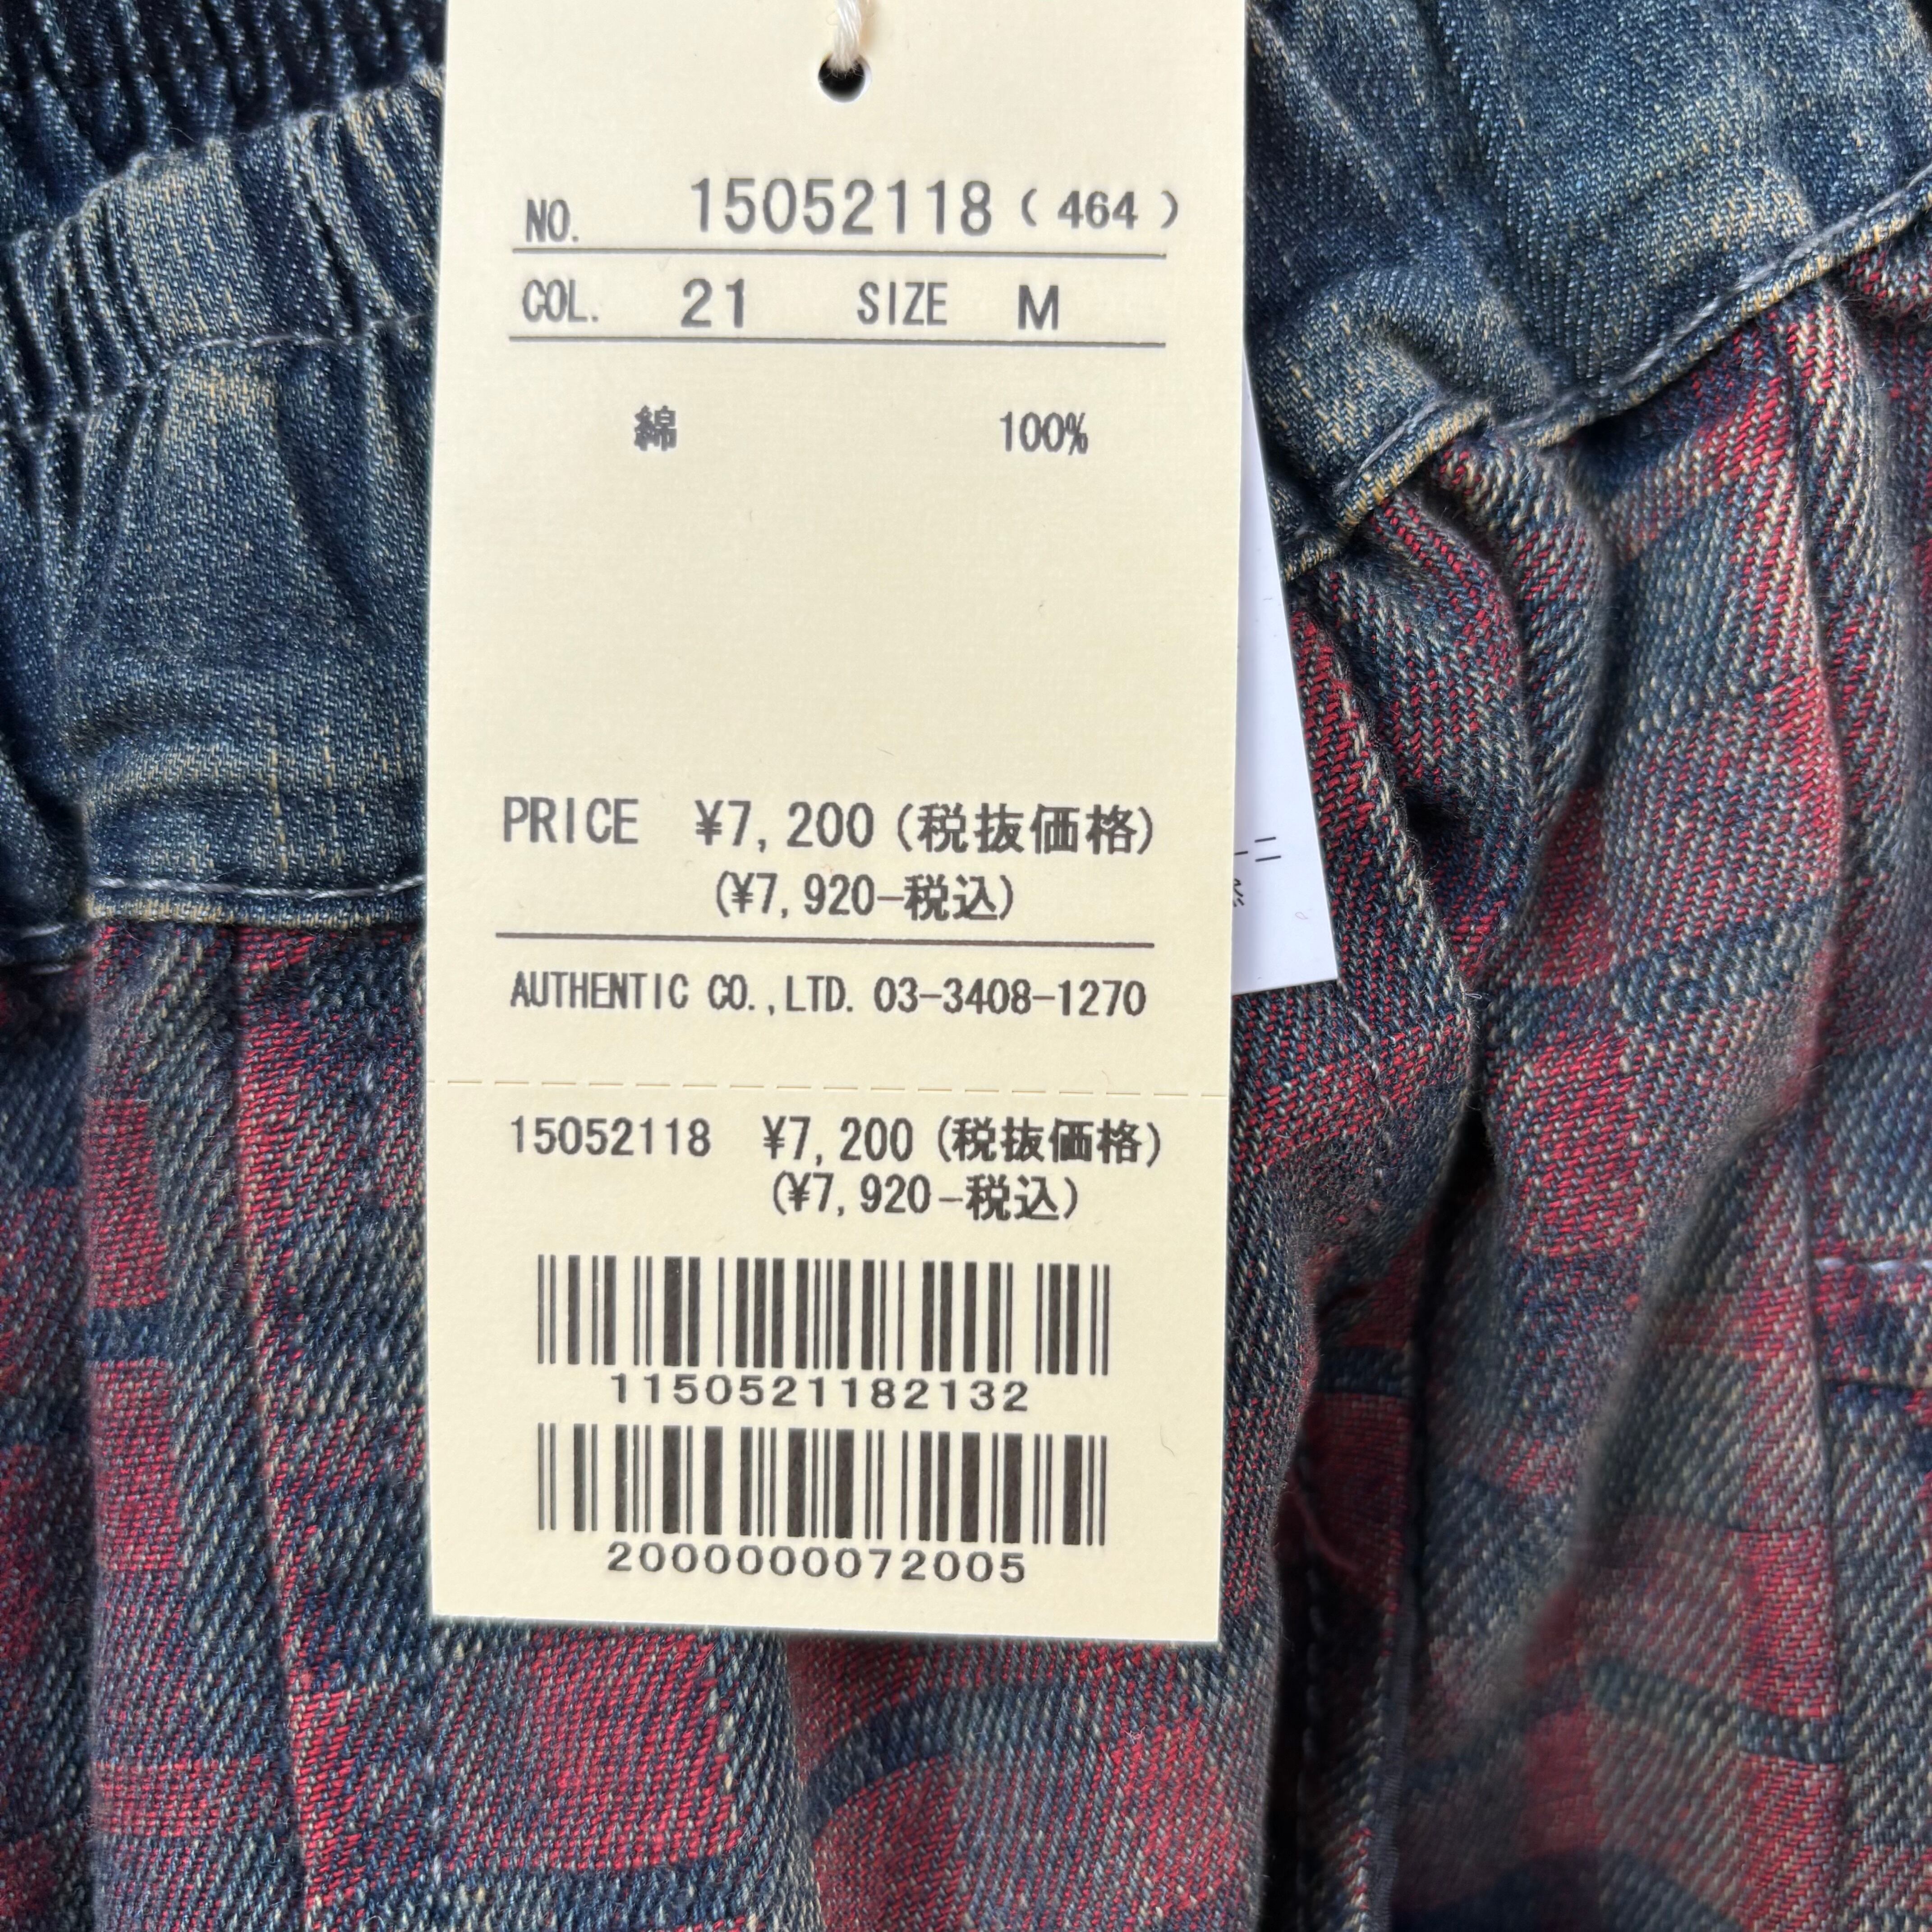 NO. 15052118 ( 464 )
COL. 21 SIZE M
綿 100%
PRICE ¥7,200 (税抜価格)
(¥7,920-税込)
AUTHENTIC CO.,LTD. 03-3408-1270
15052118 ¥7,200 (税抜価格)
(¥7,920-税込)
1150521182132
2000000072005